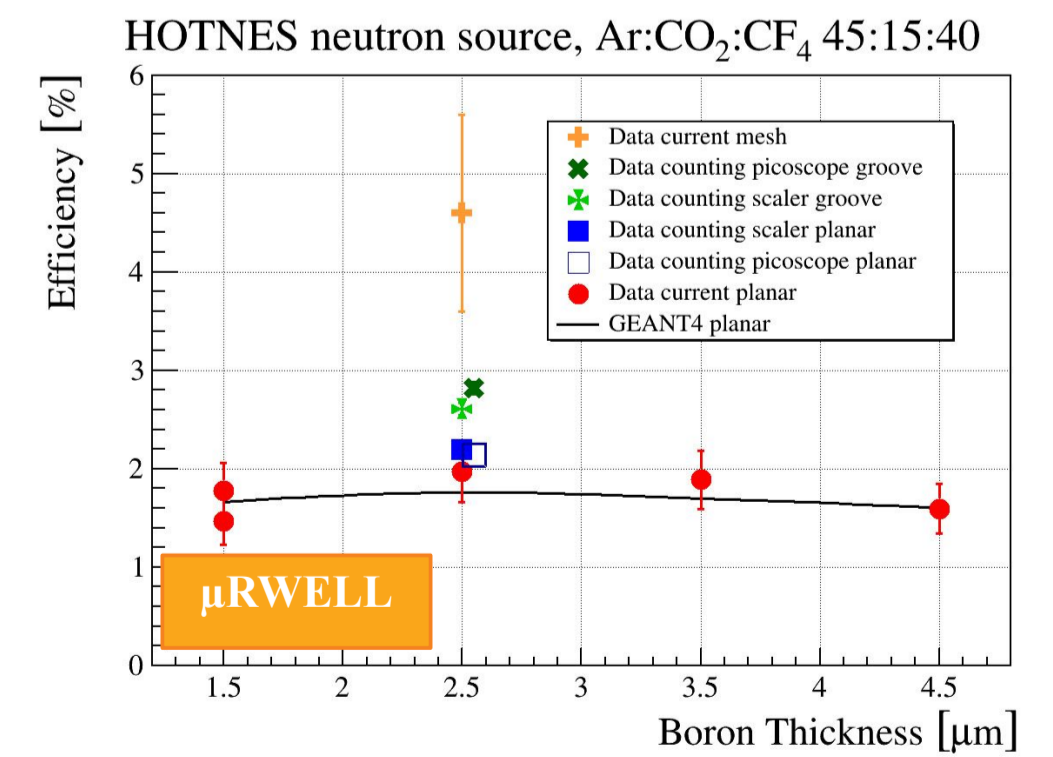 HOTNES neutron source, Ar:CO₂:CF₄ 45:15:40
Efficiency [%]
6
5
4
3
2
1
0
Data current mesh
Data counting picoscope groove
Data counting scaler groove
Data counting scaler planar
Data counting picoscope planar
Data current planar
GEANT4 planar
μRWELL
1.5 2 2.5 3 3.5 4 4.5
Boron Thickness [μm]